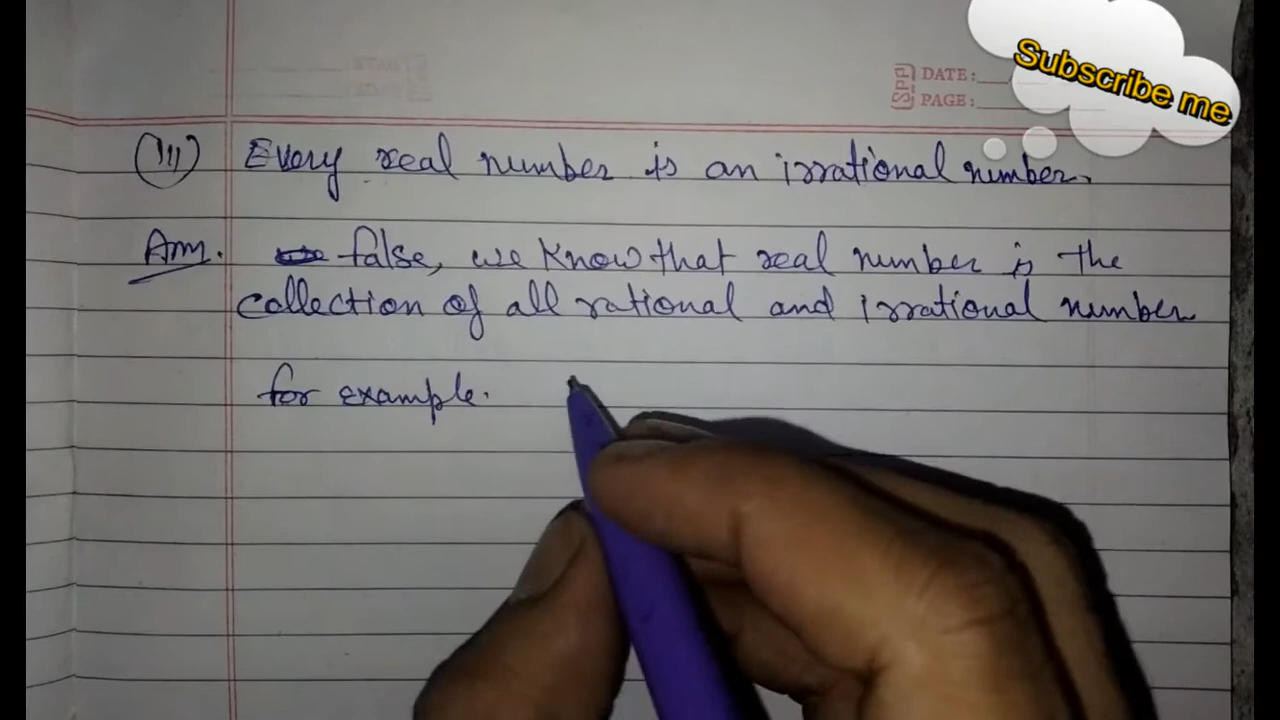 Subscribe me
SPP DATE:
PAGE:
(iii) Every real number is an irrational number.
Ans. false, we know that real number is the
collection of all rational and irrational number
for example.